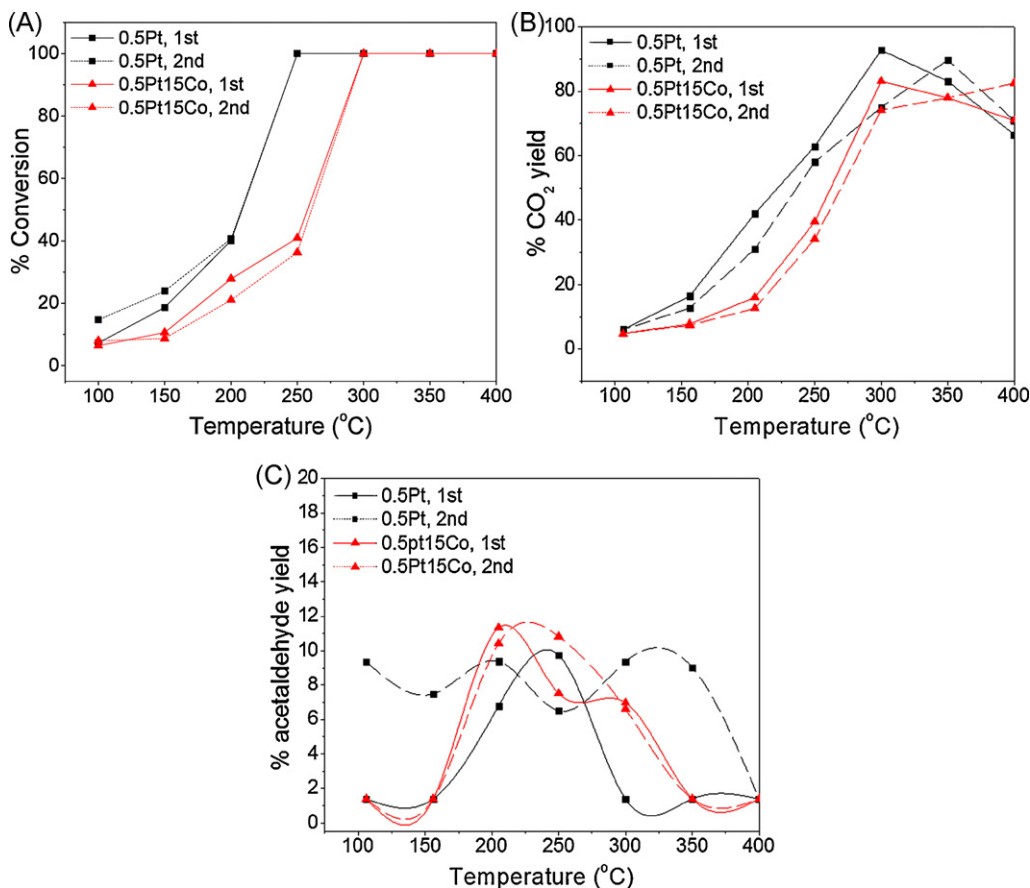 (A)
0.5Pt, 1st
0.5Pt, 2nd
0.5Pt15Co, 1st
0.5Pt15Co, 2nd
100
80
60
40
20
0
% Conversion
100 150 200 250 300 350 400
Temperature (°C)
(B)
0.5Pt, 1st
0.5Pt, 2nd
0.5Pt15Co, 1st
0.5Pt15Co, 2nd
100
80
60
40
20
0
% CO₂ yield
100 150 200 250 300 350 400
Temperature (°C)
(C)
0.5Pt, 1st
0.5Pt, 2nd
0.5pt15Co, 1st
0.5Pt15Co, 2nd
20
18
16
14
12
10
8
6
4
2
0
% acetaldehyde yield
100 150 200 250 300 350 400
Temperature (°C)